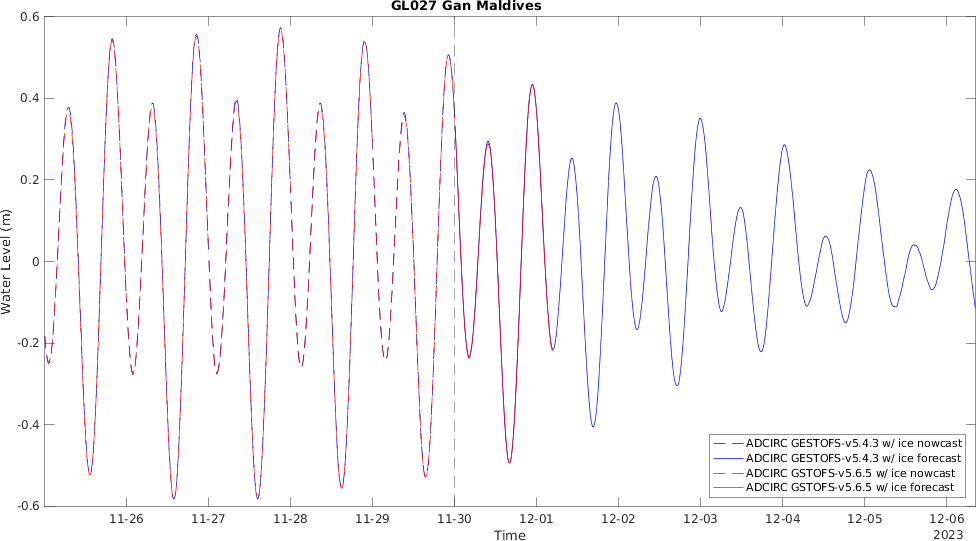 GL027 Gan Maldives
0.6
0.4
0.2
0
-0.2
-0.4
-0.6
Water Level (m)
11-26 11-27 11-28 11-29 11-30 12-01 12-02 12-03 12-04 12-05 12-06
2023
Time
ADCIRC GESTOFS-v5.4.3 w/ ice nowcast
ADCIRC GESTOFS-v5.4.3 w/ ice forecast
ADCIRC GSTOFS-v5.6.5 w/ ice nowcast
ADCIRC GSTOFS-v5.6.5 w/ ice forecast